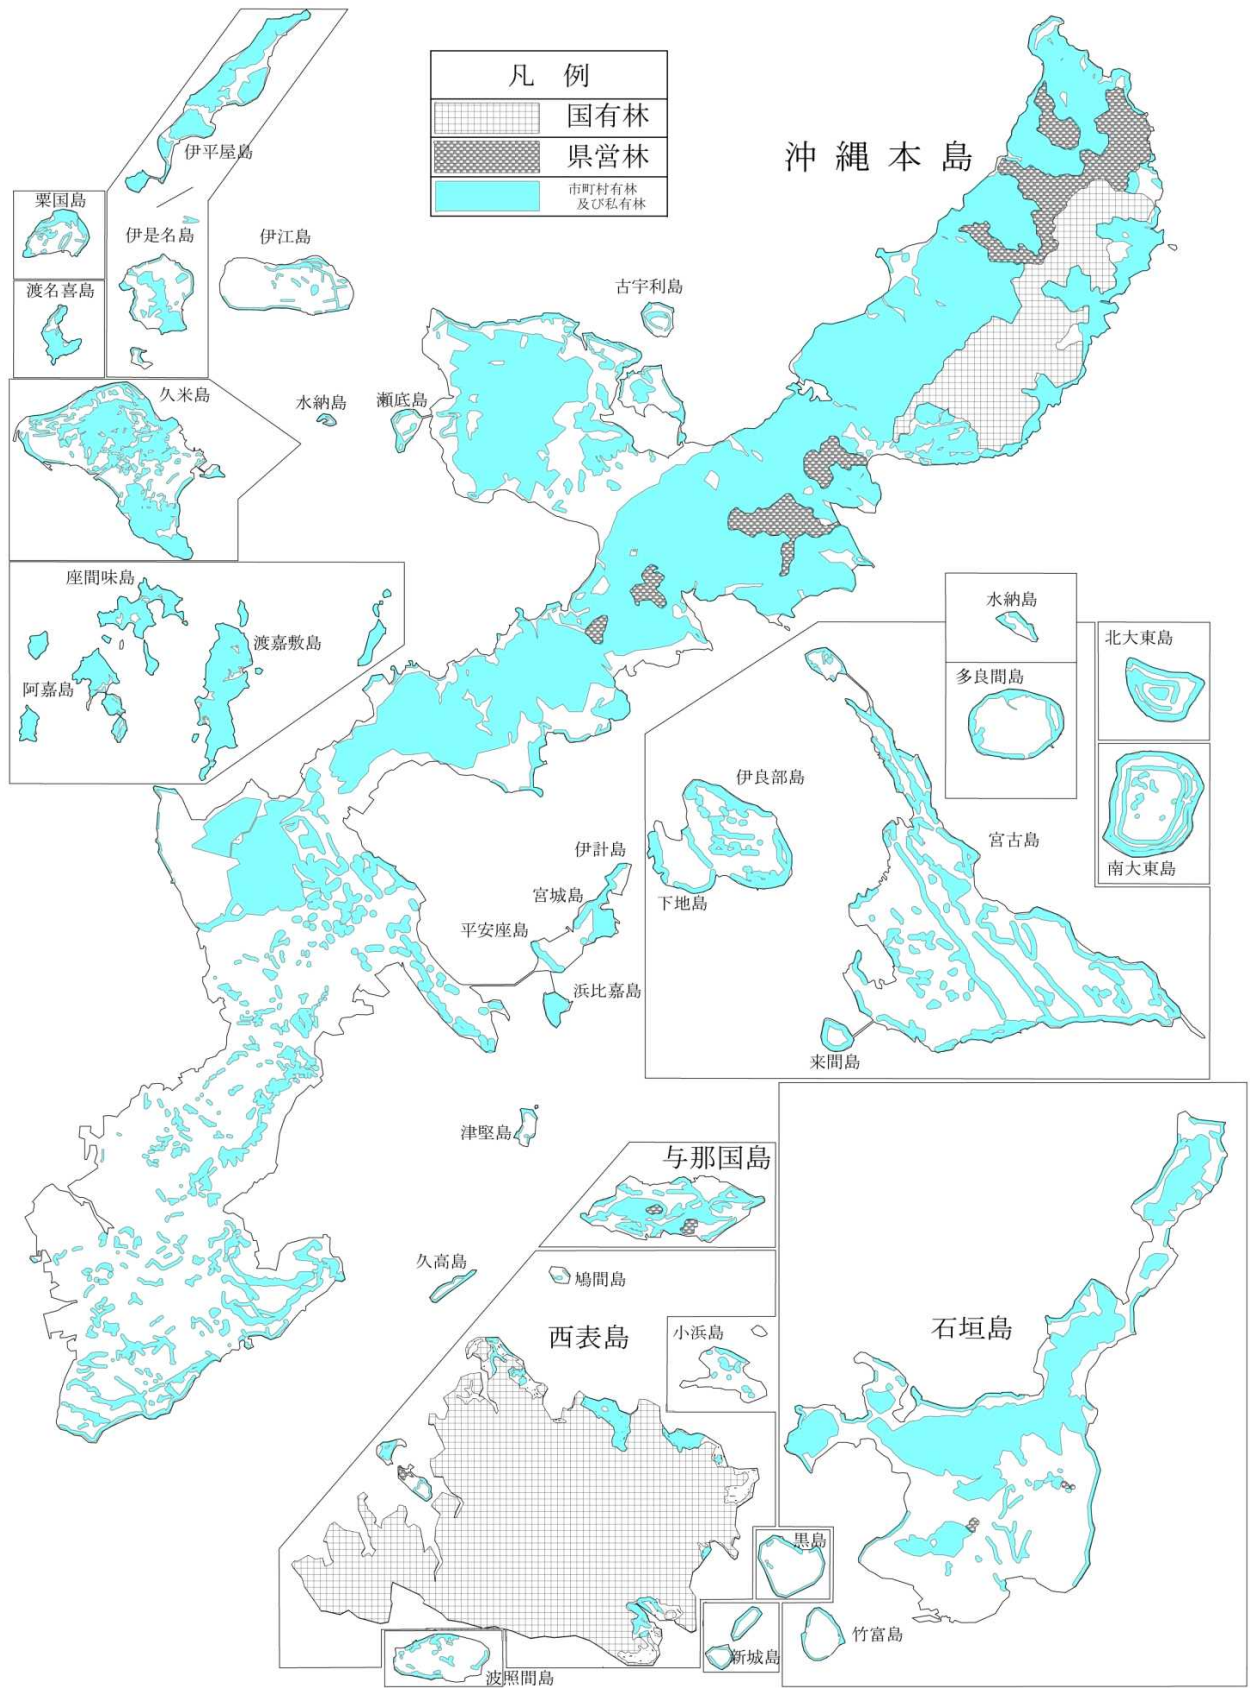 凡 例
国有林
県営林
市町村有林
及び私有林
沖縄本島
伊平屋島
粟国島
伊是名島
伊江島
渡名喜島
古宇利島
久米島
水納島
瀬底島
座間味島
渡嘉敷島
阿嘉島
水納島
北大東島
多良間島
伊良部島
宮古島
南大東島
下地島
伊計島
宮城島
平安座島
浜比嘉島
来間島
津堅島
与那国島
久高島
鳩間島
西表島
小浜島
石垣島
黒島
竹富島
新城島
波照間島